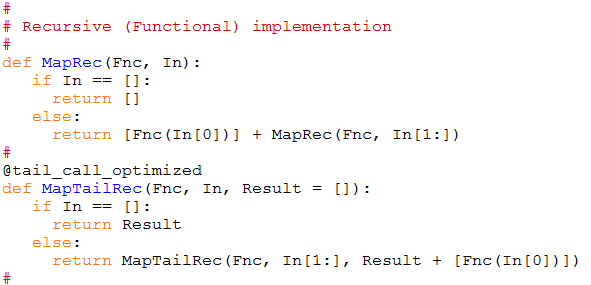 #
# Recursive (Functional) implementation
#
def MapRec(Fnc, In):
   if In == []:
     return []
   else:
     return [Fnc(In[0])] + MapRec(Fnc, In[1:])
#
@tail_call_optimized
def MapTailRec(Fnc, In, Result = []):
   if In == []:
     return Result
   else:
     return MapTailRec(Fnc, In[1:], Result + [Fnc(In[0])])
#